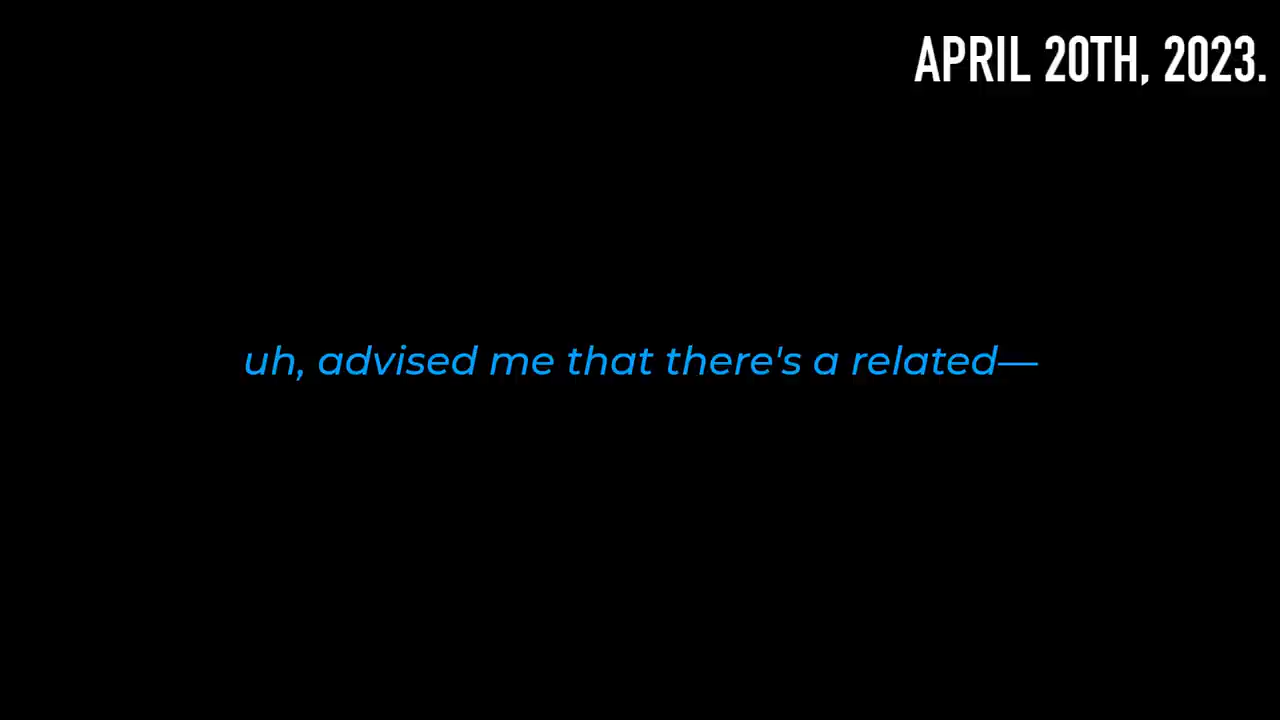 APRIL 20TH, 2023.
uh, advised me that there's a related—